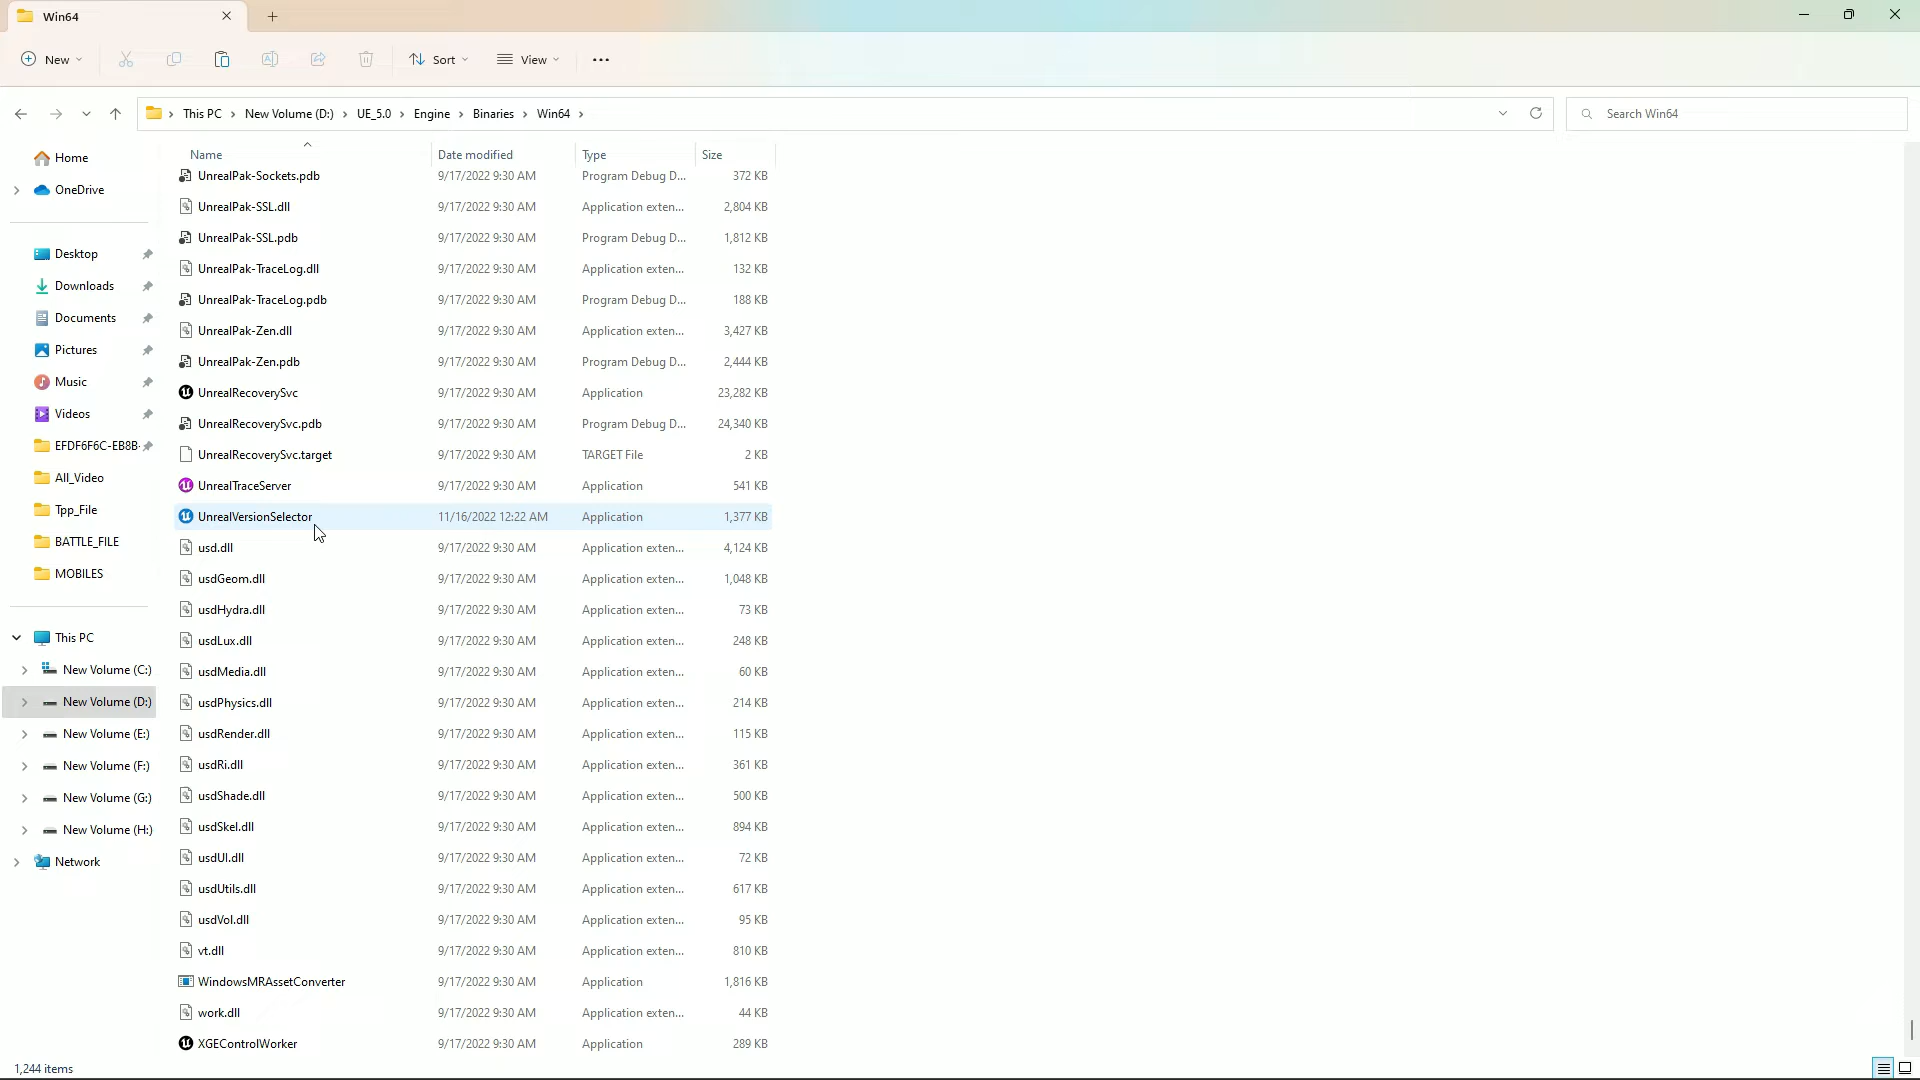 Win64
New Sort View
This PC New Volume (D:) UE_5.0 Engine Binaries Win64 Search Win64
Home
OneDrive
Desktop
Downloads
Documents
Pictures
Music
Videos
EFDF6F6C-EB8B-
All_Video
Tpp_File
BATTLE_FILE
MOBILES
This PC
New Volume (C:)
New Volume (D:)
New Volume (E:)
New Volume (F:)
New Volume (G:)
New Volume (H:)
Network
Name Date modified Type Size
UnrealPak-Sockets.pdb 9/17/2022 9:30 AM Program Debug D... 372 KB
UnrealPak-SSL.dll 9/17/2022 9:30 AM Application exten... 2,804 KB
UnrealPak-SSL.pdb 9/17/2022 9:30 AM Program Debug D... 1,812 KB
UnrealPak-TraceLog.dll 9/17/2022 9:30 AM Application exten... 132 KB
UnrealPak-TraceLog.pdb 9/17/2022 9:30 AM Program Debug D... 188 KB
UnrealPak-Zen.dll 9/17/2022 9:30 AM Application exten... 3,427 KB
UnrealPak-Zen.pdb 9/17/2022 9:30 AM Program Debug D... 2,444 KB
UnrealRecoverySvc 9/17/2022 9:30 AM Application 23,282 KB
UnrealRecoverySvc.pdb 9/17/2022 9:30 AM Program Debug D... 24,340 KB
UnrealRecoverySvc.target 9/17/2022 9:30 AM TARGET File 2 KB
UnrealTraceServer 9/17/2022 9:30 AM Application 541 KB
UnrealVersionSelector 11/16/2022 12:22 AM Application 1,377 KB
usd.dll 9/17/2022 9:30 AM Application exten... 4,124 KB
usdGeom.dll 9/17/2022 9:30 AM Application exten... 1,048 KB
usdHydra.dll 9/17/2022 9:30 AM Application exten... 73 KB
usdLux.dll 9/17/2022 9:30 AM Application exten... 248 KB
usdMedia.dll 9/17/2022 9:30 AM Application exten... 60 KB
usdPhysics.dll 9/17/2022 9:30 AM Application exten... 214 KB
usdRender.dll 9/17/2022 9:30 AM Application exten... 115 KB
usdRi.dll 9/17/2022 9:30 AM Application exten... 361 KB
usdShade.dll 9/17/2022 9:30 AM Application exten... 500 KB
usdSkel.dll 9/17/2022 9:30 AM Application exten... 894 KB
usdUI.dll 9/17/2022 9:30 AM Application exten... 72 KB
usdUtils.dll 9/17/2022 9:30 AM Application exten... 617 KB
usdVol.dll 9/17/2022 9:30 AM Application exten... 95 KB
vt.dll 9/17/2022 9:30 AM Application exten... 810 KB
WindowsMRAssetConverter 9/17/2022 9:30 AM Application 1,816 KB
work.dll 9/17/2022 9:30 AM Application exten... 44 KB
XGEControlWorker 9/17/2022 9:30 AM Application 289 KB
1,244 items